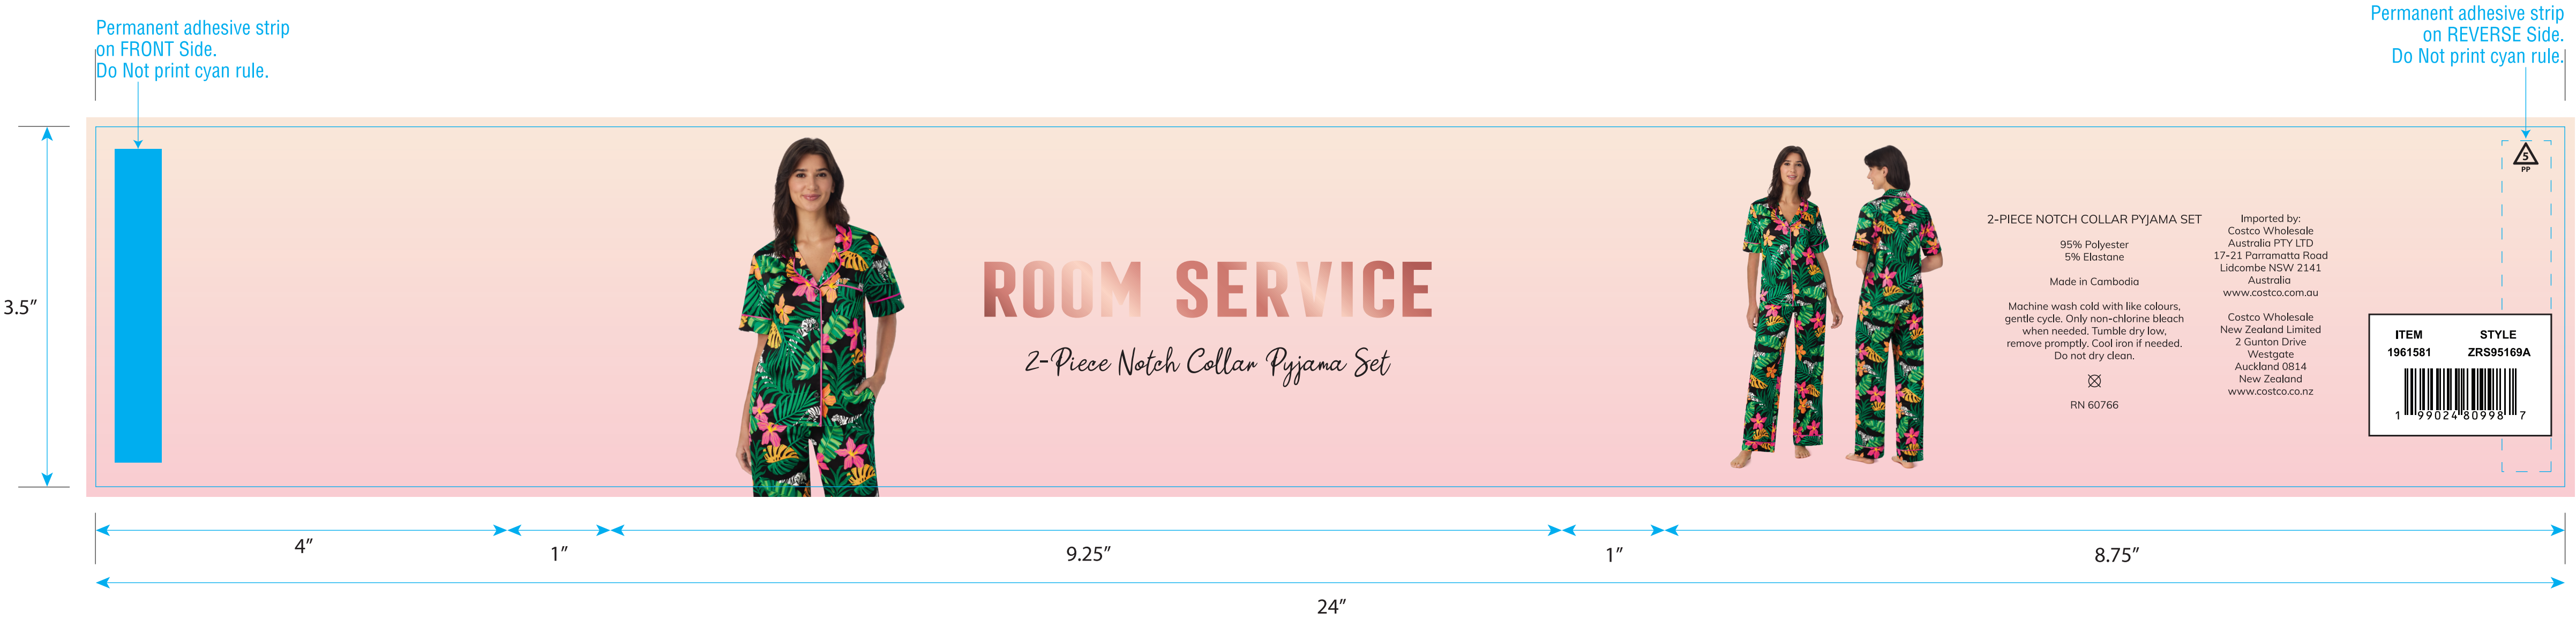 Permanent adhesive strip
on FRONT Side.
Do Not print cyan rule.
Permanent adhesive strip
on REVERSE Side.
Do Not print cyan rule.
3.5”
ROOM SERVICE
2-Piece Notch Collar Pyjama Set
2-PIECE NOTCH COLLAR PYJAMA SET
95% Polyester
5% Elastane
Made in Cambodia
Machine wash cold with like colours,
gentle cycle. Only non-chlorine bleach
when needed. Tumble dry low,
remove promptly. Cool iron if needed.
Do not dry clean.
RN 60766
Imported by:
Costco Wholesale
Australia PTY LTD
17-21 Parramatta Road
Lidcombe NSW 2141
Australia
www.costco.com.au
Costco Wholesale
New Zealand Limited
2 Gunton Drive
Westgate
Auckland 0814
New Zealand
www.costco.co.nz
5
PP
ITEM STYLE
1961581 ZRS95169A
1 99024 80998 7
4” 1” 9.25” 1” 8.75”
24”